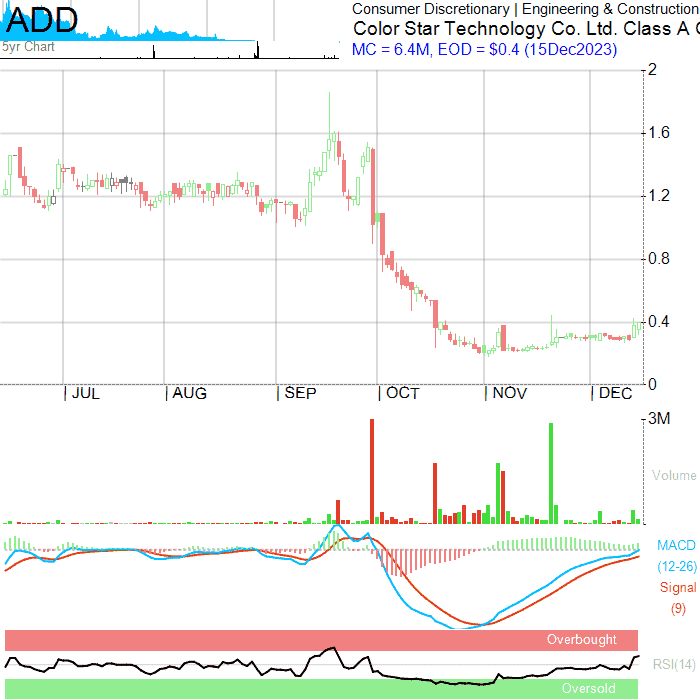 ADD
Consumer Discretionary | Engineering & Construction
5yr Chart
Color Star Technology Co. Ltd. Class A
MC = 6.4M, EOD = $0.4 (15Dec2023)
2
1.6
1.2
0.8
0.4
0
JUL AUG SEP OCT NOV DEC
3M
Volume
MACD
(12-26)
Signal
(9)
Overbought
RSI(14)
Oversold